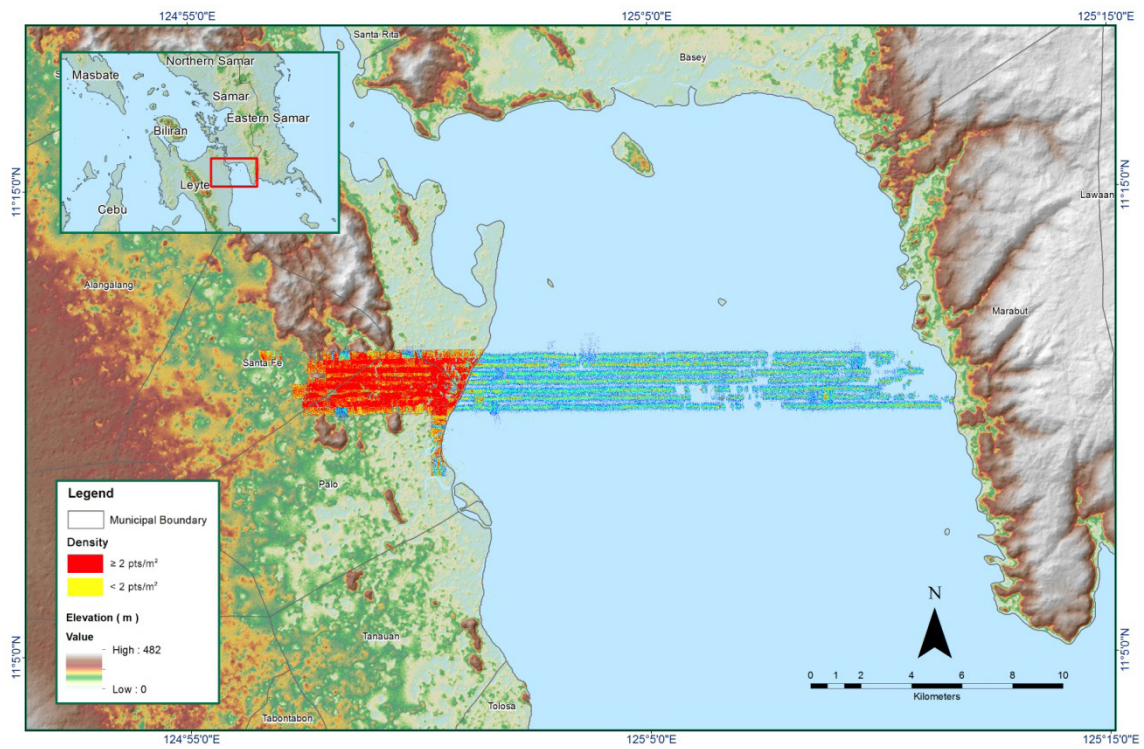 124°55'0"E
125°5'0"E
125°15'0"E
Santa Rita
Basey
Northern Samar
Masbate
Samar
Eastern Samar
Biliran
Leyte
Cebu
11°15'0"N
11°15'0"N
Lawaan
Alangalang
Marabut
Santa Fe
Palo
Legend
Municipal Boundary
Density
≥ 2 pts/m²
< 2 pts/m²
Elevation ( m )
Value
High : 482
Low : 0
N
0 1 2 4 6 8 10
Kilometers
11°5'0"N
11°5'0"N
Tanauan
Tolosa
Tabontabon
124°55'0"E
125°5'0"E
125°15'0"E